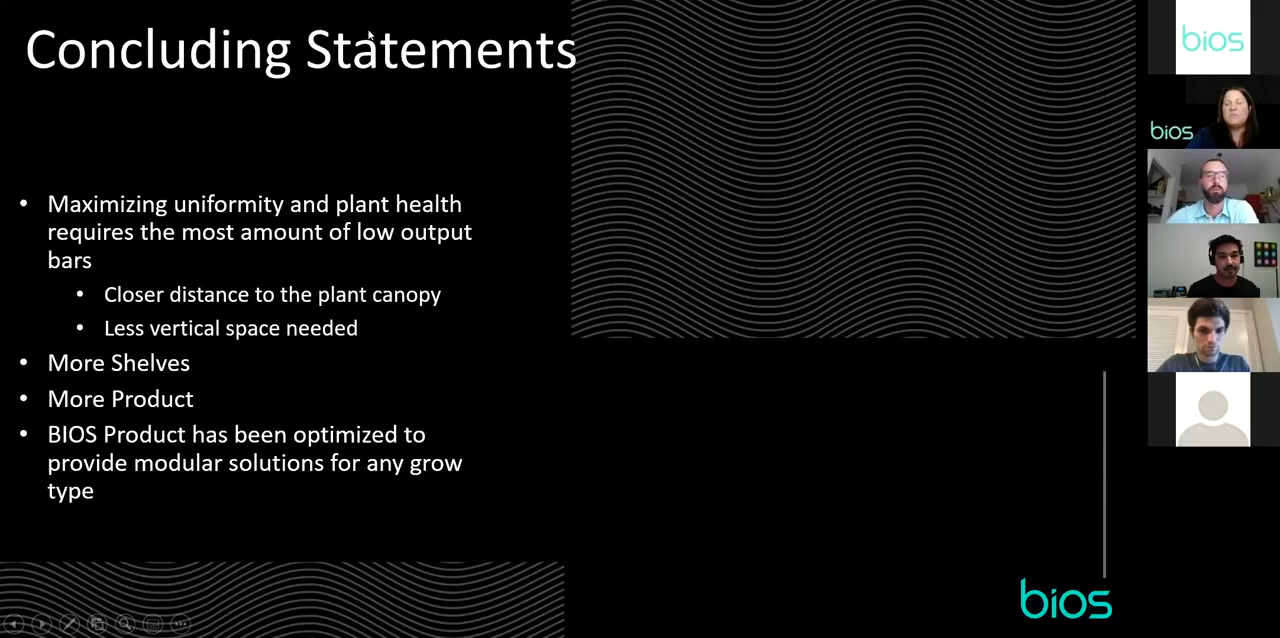 Concluding Statements
• Maximizing uniformity and plant health
requires the most amount of low output
bars
• Closer distance to the plant canopy
• Less vertical space needed
• More Shelves
• More Product
• BIOS Product has been optimized to
provide modular solutions for any grow
type
bios
bios
bios